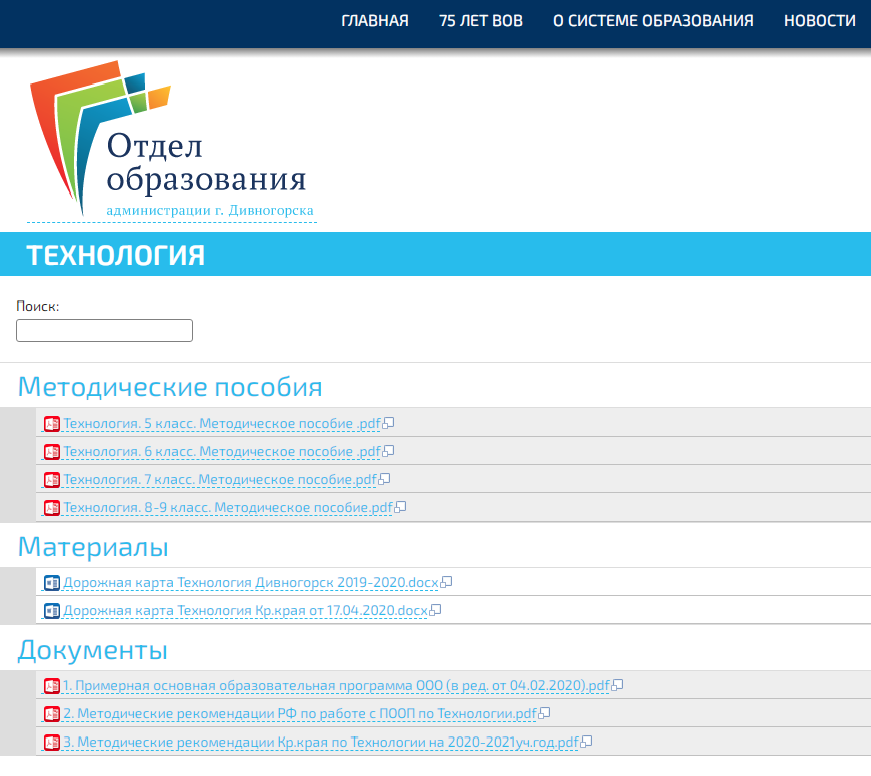 ГЛАВНАЯ 75 ЛЕТ ВОВ О СИСТЕМЕ ОБРАЗОВАНИЯ НОВОСТИ
Отдел
образования
администрации г. Дивногорска
ТЕХНОЛОГИЯ
Поиск:
Методические пособия
Технология. 5 класс. Методическое пособие .pdf
Технология. 6 класс. Методическое пособие .pdf
Технология. 7 класс. Методическое пособие.pdf
Технология. 8-9 класс. Методическое пособие.pdf
Материалы
Дорожная карта Технология Дивногорск 2019-2020.docx
Дорожная карта Технология Кр.края от 17.04.2020.docx
Документы
1. Примерная основная образовательная программа ООО (в ред. от 04.02.2020).pdf
2. Методические рекомендации РФ по работе с ПООП по Технологии.pdf
3. Методические рекомендации Кр.края по Технологии на 2020-2021уч.год.pdf